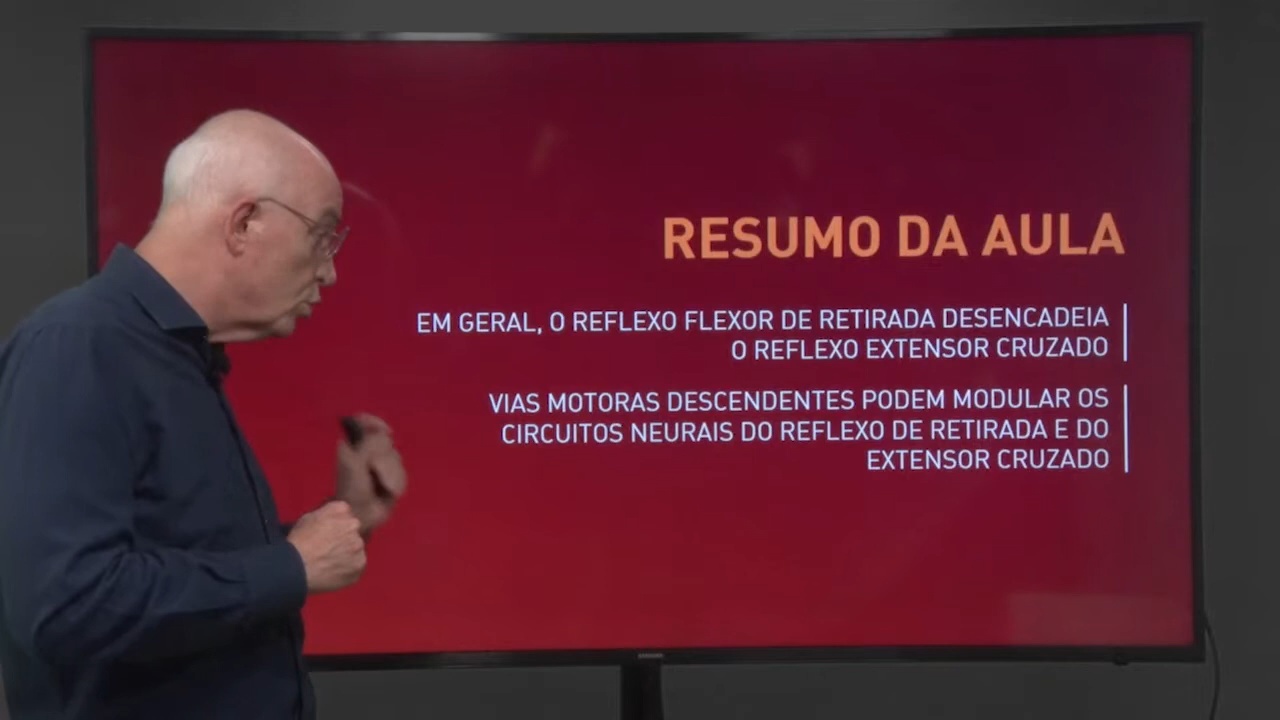 RESUMO DA AULA
EM GERAL, O REFLEXO FLEXOR DE RETIRADA DESENCADEIA
O REFLEXO EXTENSOR CRUZADO
VIAS MOTORAS DESCENDENTES PODEM MODULAR OS
CIRCUITOS NEURAIS DO REFLEXO DE RETIRADA E DO
EXTENSOR CRUZADO